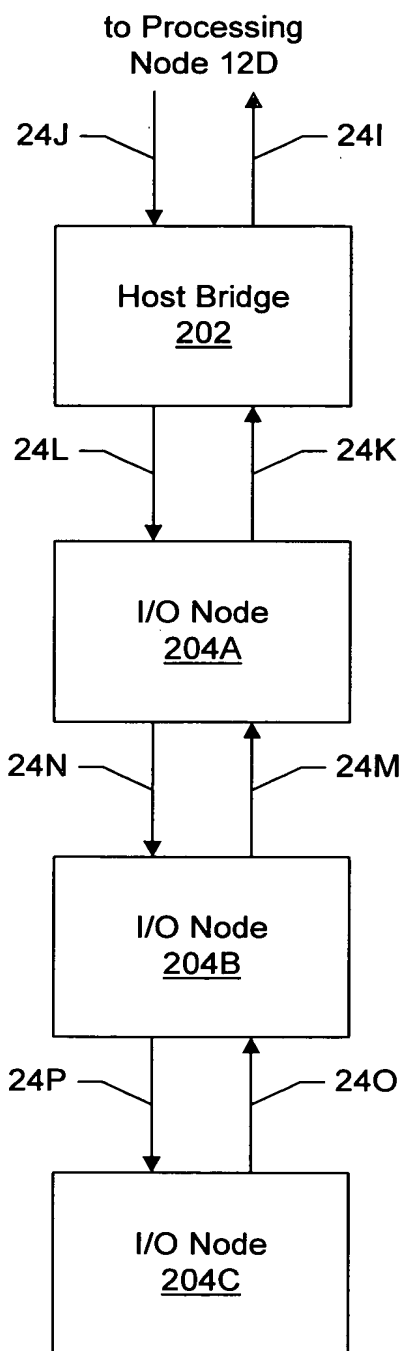 to Processing
Node 12D
24J
24I
Host Bridge
202
24L
24K
I/O Node
204A
24N
24M
I/O Node
204B
24P
24O
I/O Node
204C